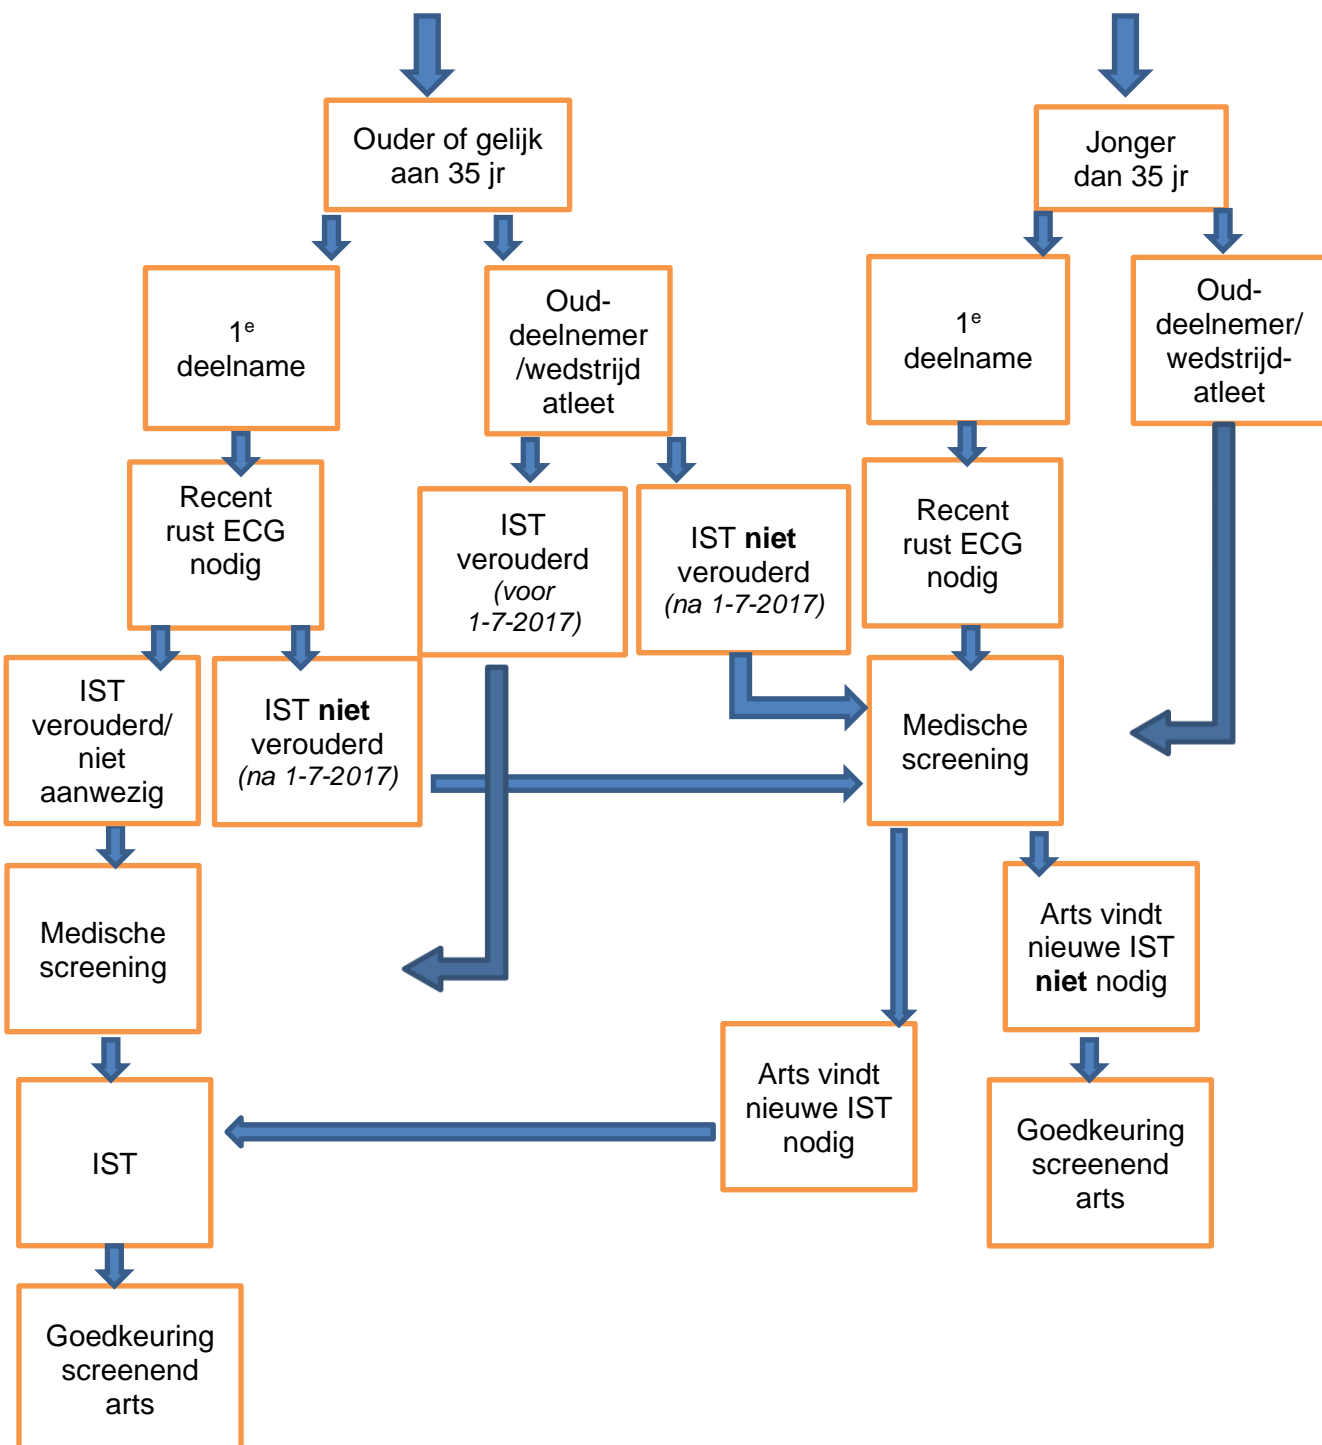 Ouder of gelijk
aan 35 jr
Jonger
dan 35 jr
1e
deelname
Oud-
deelnemer
/wedstrijd
atleet
1e
deelname
Oud-
deelnemer/
wedstrijd-
atleet
Recent
rust ECG
nodig
IST
verouderd
(voor
1-7-2017)
IST niet
verouderd
(na 1-7-2017)
Recent
rust ECG
nodig
IST
verouderd/
niet
aanwezig
IST niet
verouderd
(na 1-7-2017)
Medische
screening
Medische
screening
Arts vindt
nieuwe IST
niet nodig
IST
Arts vindt
nieuwe IST
nodig
Goedkeuring
screenend
arts
Goedkeuring
screenend
arts